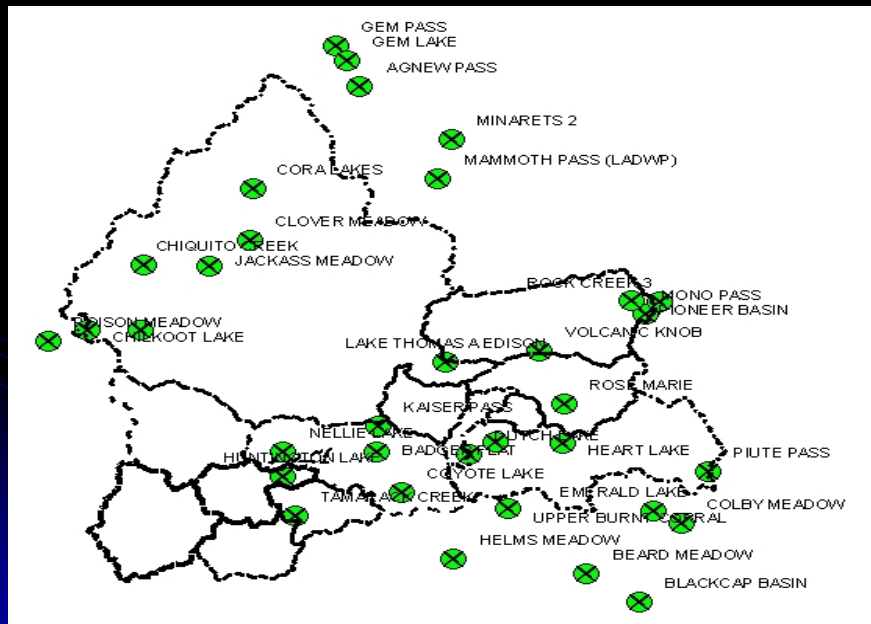 GEM PASS
GEM LAKE
AGNEW PASS
MINARETS 2
MAMMOTH PASS (LADWP)
CORA LAKES
CLOVER MEADOW
CHIQUITO CREEK
JACKASS MEADOW
ROCK CREEK 3
MONO PASS
PIONEER BASIN
POISON MEADOW
CHILKOOT LAKE
VOLCANIC KNOB
LAKE THOMAS A EDISON
ROSE MARIE
KAISER PASS
NELLIE LAKE
DUTCH LAKE
BADGER FLAT
HEART LAKE
PIUTE PASS
HUNTINGTON LAKE
COYOTE LAKE
TAMARACK CREEK
EMERALD LAKE
COLBY MEADOW
UPPER BURNT CORRAL
HELMS MEADOW
BEARD MEADOW
BLACKCAP BASIN